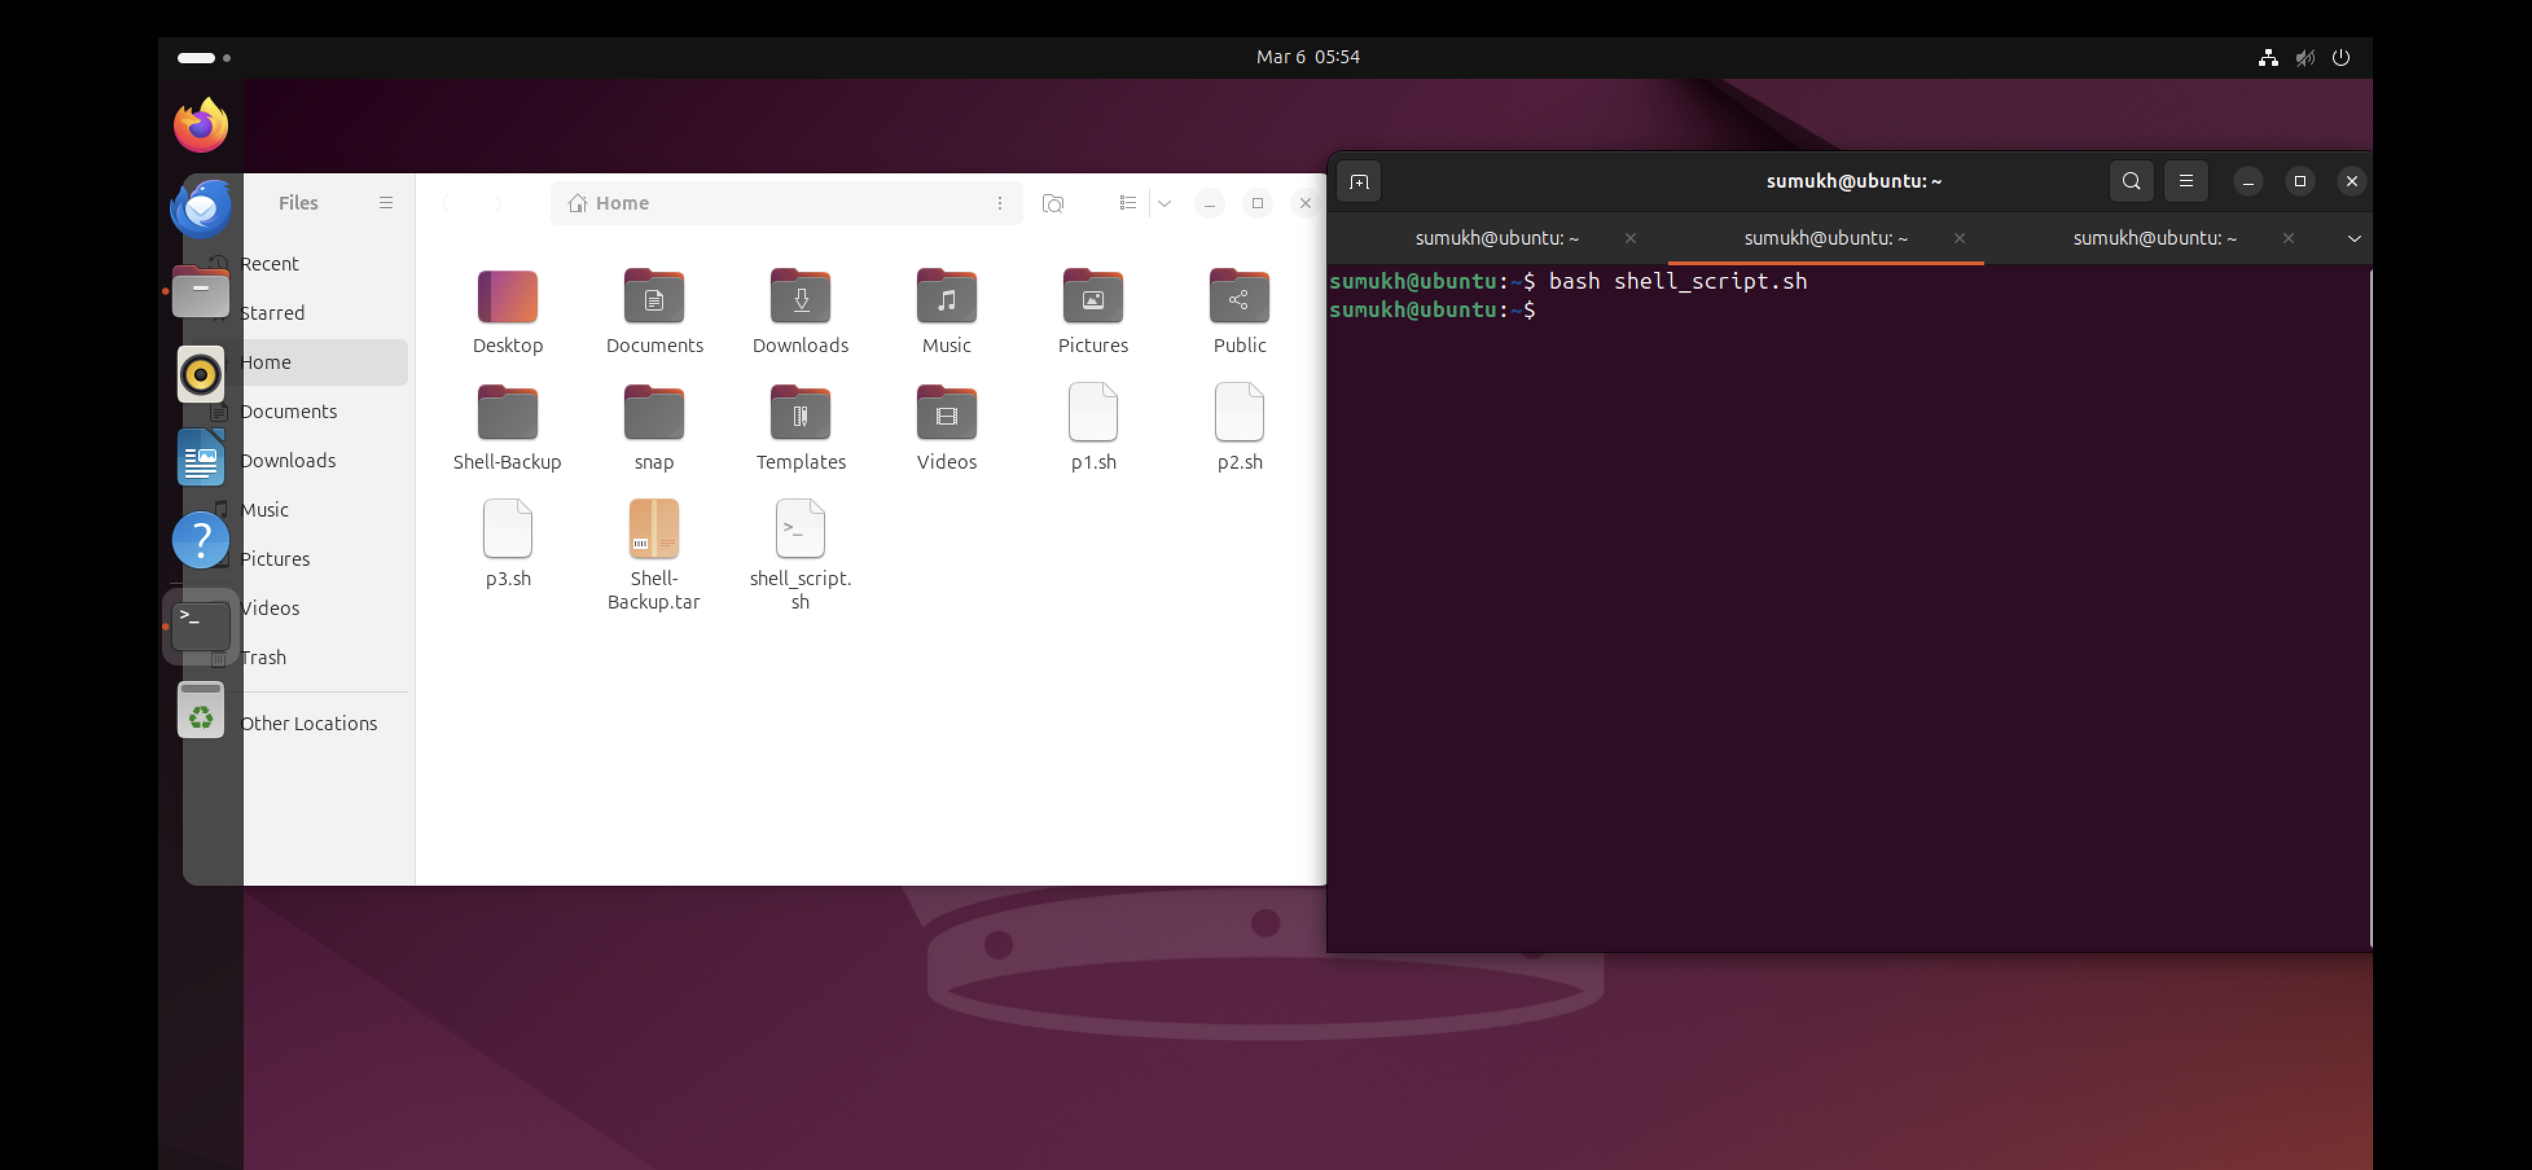 Mar 6 05:54
Files
Home
Recent
Starred
Home
Documents
Downloads
Music
Pictures
Videos
Trash
Other Locations
Desktop
Documents
Downloads
Music
Pictures
Public
Shell-Backup
snap
Templates
Videos
p1.sh
p2.sh
p3.sh
Shell-
Backup.tar
shell_script.
sh
sumukh@ubuntu: ~
sumukh@ubuntu: ~
sumukh@ubuntu: ~
sumukh@ubuntu: ~
sumukh@ubuntu:~$ bash shell_script.sh
sumukh@ubuntu:~$